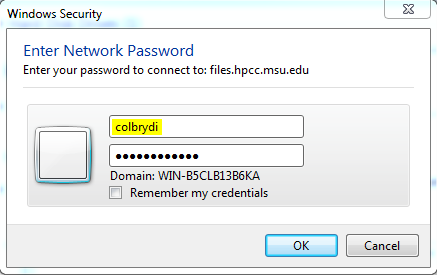 Windows Security
Enter Network Password
Enter your password to connect to: files.hpcc.msu.edu
colbrydi
●●●●●●●●●●●●
Domain: WIN-B5CLB13B6KA
Remember my credentials
OK
Cancel